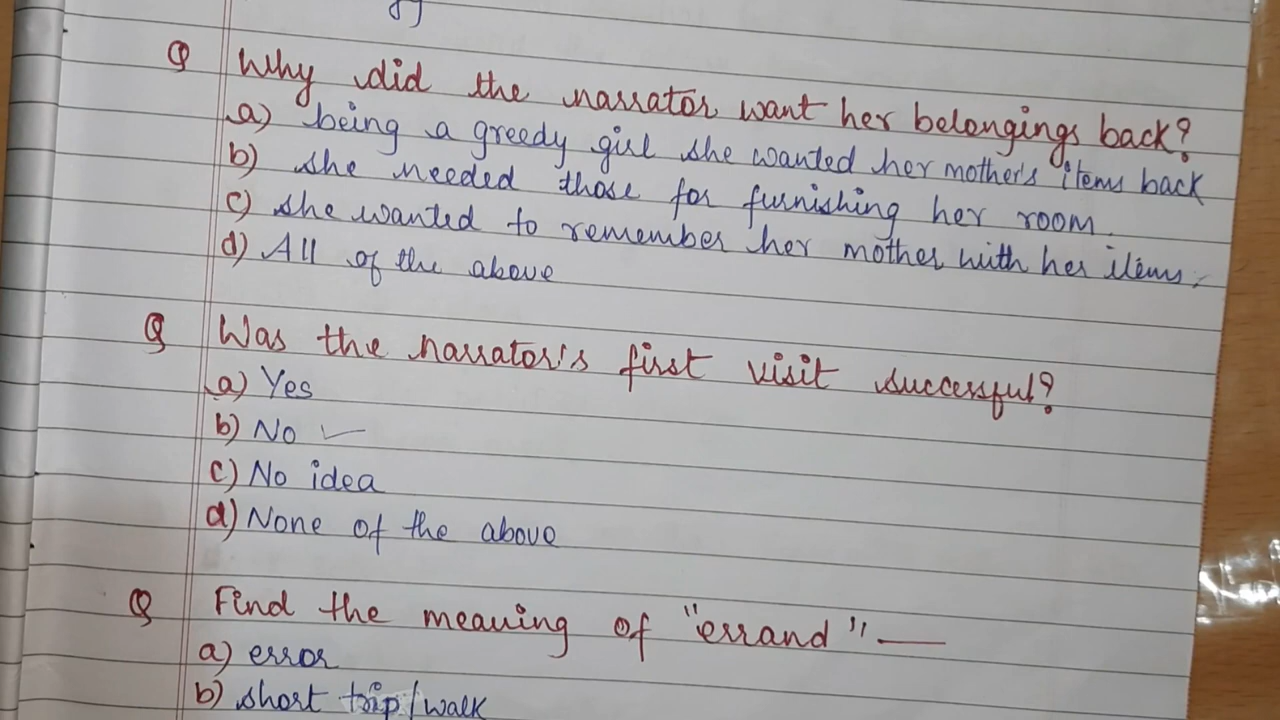 Q Why did the narrator want her belongings back?
a) being a greedy girl she wanted her mother's items back
b) she needed those for furnishing her room.
c) she wanted to remember her mother with her items.
d) All of the above
Q Was the narrator's first visit successful?
a) Yes
b) No ✓
c) No idea
d) None of the above
Q Find the meaning of "errand" —
a) error
b) short trip/walk